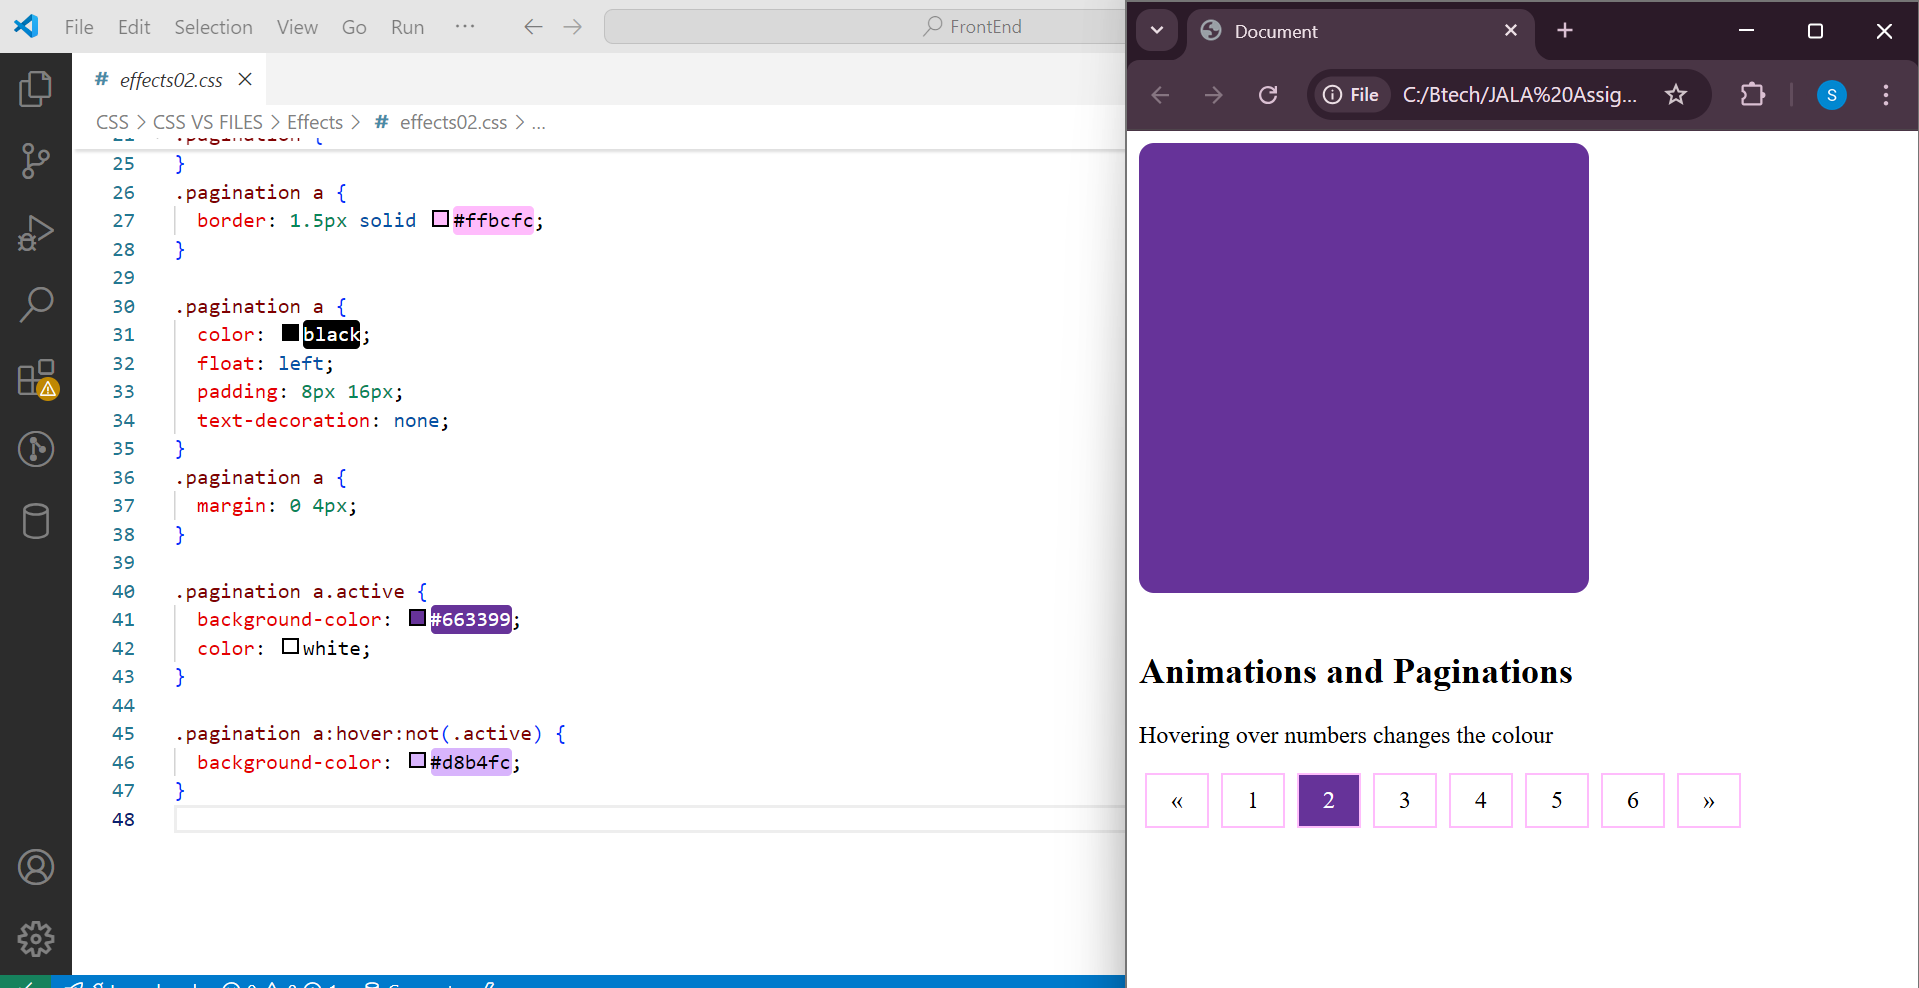 File Edit Selection View Go Run ···
FrontEnd
# effects02.css
CSS > CSS VS FILES > Effects > # effects02.css > ...
21 .pagination {
25 }
26 .pagination a {
27 border: 1.5px solid #ffbcfc;
28 }
29
30 .pagination a {
31 color: black;
32 float: left;
33 padding: 8px 16px;
34 text-decoration: none;
35 }
36 .pagination a {
37 margin: 0 4px;
38 }
39
40 .pagination a.active {
41 background-color: #663399;
42 color: white;
43 }
44
45 .pagination a:hover:not(.active) {
46 background-color: #d8b4fc;
47 }
48
Document
File C:/Btech/JALA%20Assig...
S
Animations and Paginations
Hovering over numbers changes the colour
« 1 2 3 4 5 6 »